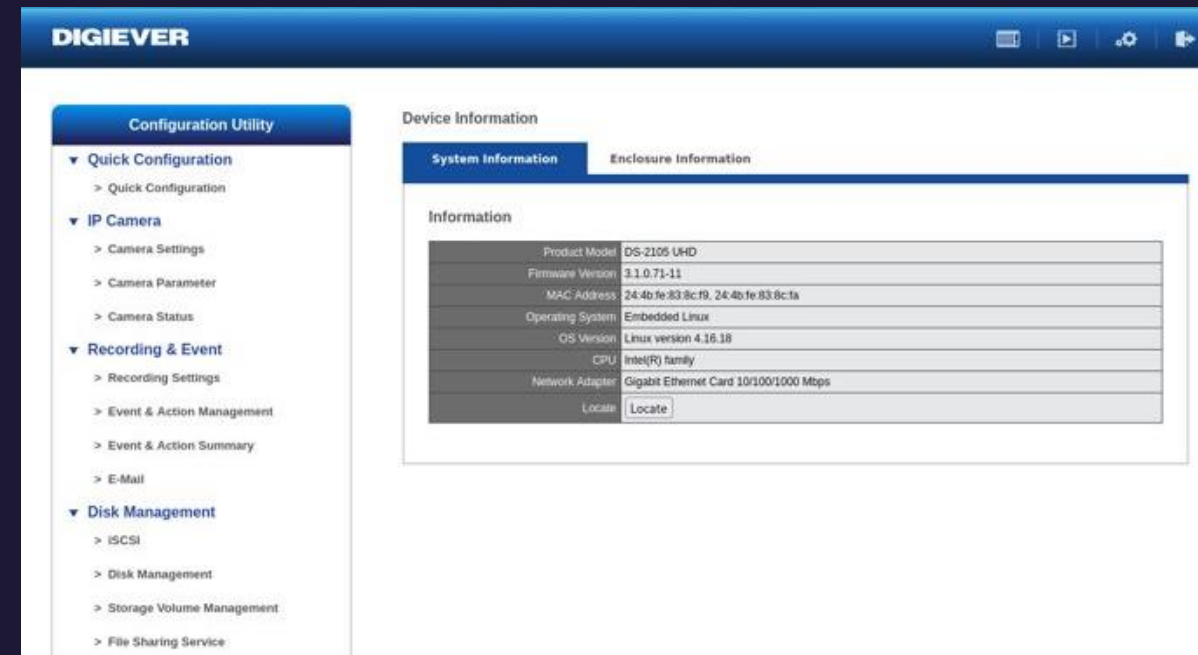 DIGIEVER
Configuration Utility
▼ Quick Configuration
> Quick Configuration
▼ IP Camera
> Camera Settings
> Camera Parameter
> Camera Status
▼ Recording & Event
> Recording Settings
> Event & Action Management
> Event & Action Summary
> E-Mail
▼ Disk Management
> iSCSI
> Disk Management
> Storage Volume Management
> File Sharing Service
Device Information
System Information Enclosure Information
Information
Product Model DS-2105 UHD
Firmware Version 3.1.0.71-11
MAC Address 24:4b:fe:83:8c:f9, 24:4b:fe:83:8c:fa
Operating System Embedded Linux
OS Version Linux version 4.16.18
CPU Intel(R) family
Network Adapter Gigabit Ethernet Card 10/100/1000 Mbps
Locate Locate